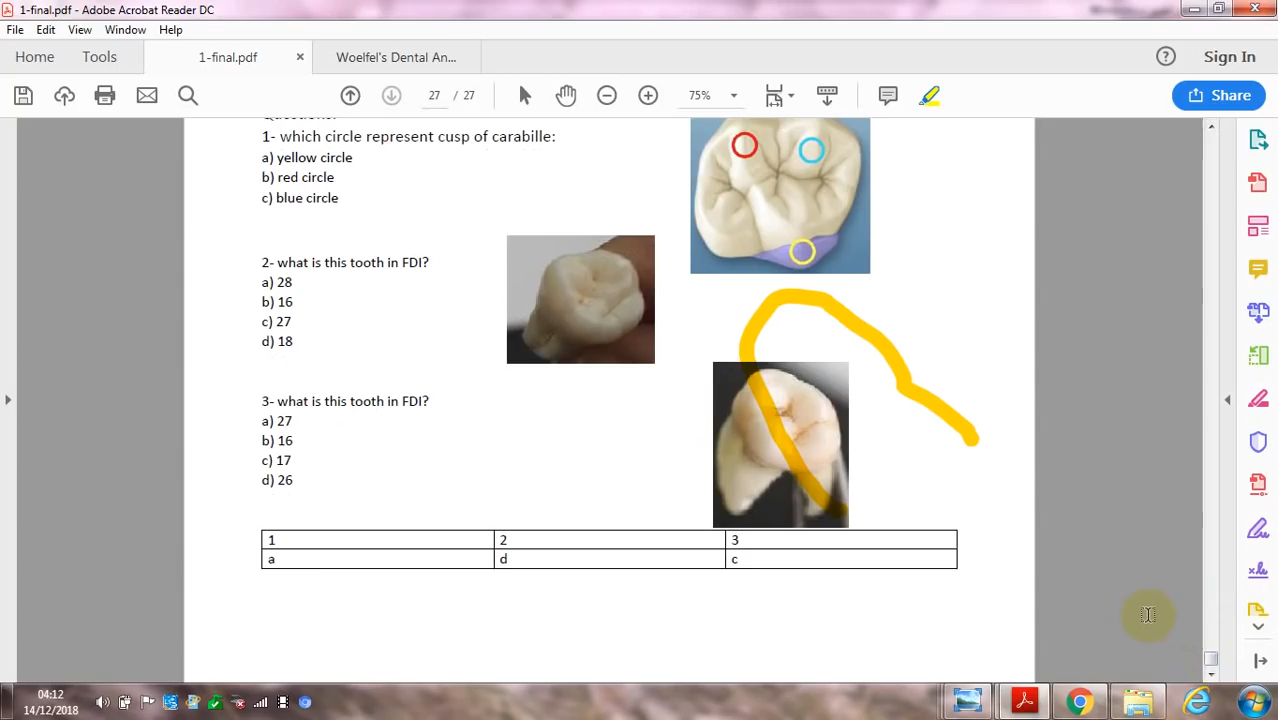 1-final.pdf - Adobe Acrobat Reader DC
File Edit View Window Help
Home Tools 1-final.pdf × Woelfel's Dental An... ? Sign In
27 / 27 75% Share
1- which circle represent cusp of carabille:
a) yellow circle
b) red circle
c) blue circle
2- what is this tooth in FDI?
a) 28
b) 16
c) 27
d) 18
3- what is this tooth in FDI?
a) 27
b) 16
c) 17
d) 26
1 2 3
a d c
04:12
14/12/2018